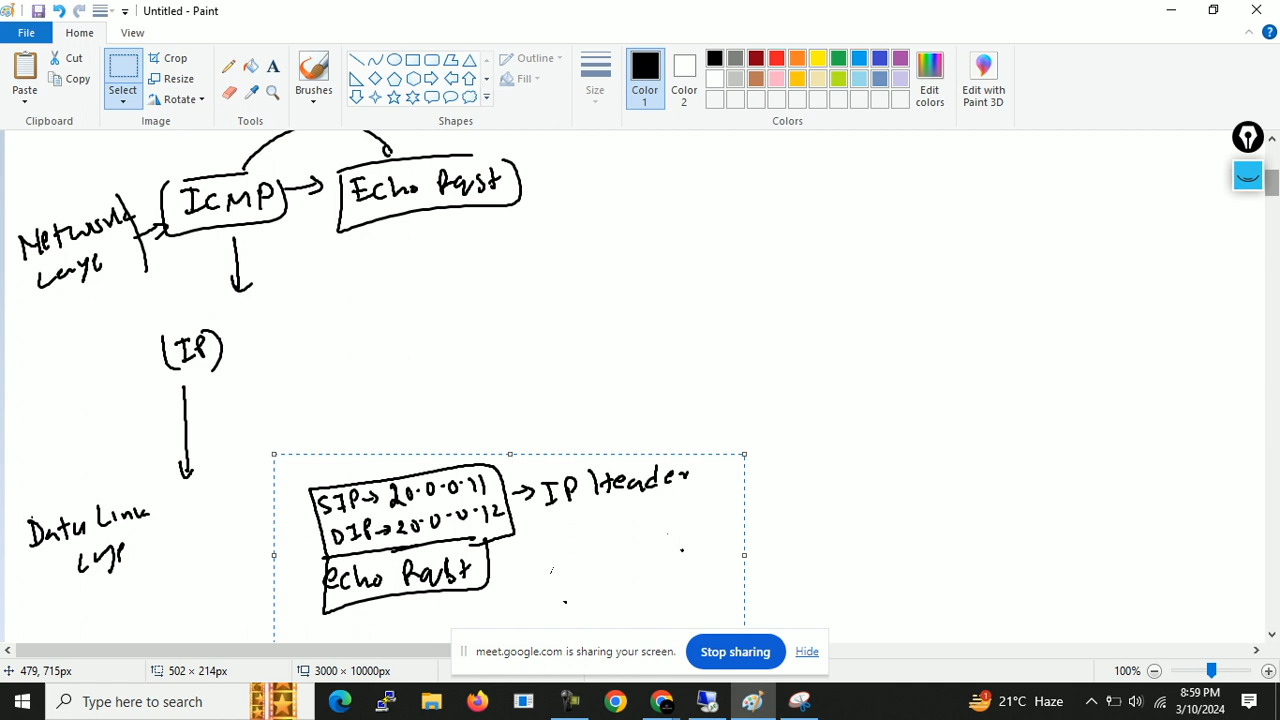 Untitled - Paint
File Home View
Paste
Cut
Copy
Clipboard
Select
Crop
Resize
Rotate
Image
A
Tools
Brushes
Outline
Fill
Shapes
Size
Color 1
Color 2
Edit colors
Edit with Paint 3D
Colors
ICMP
Echo Rqst
Network
Laye
(IP)
SIP→ 20.0.0.11
DIP→20.0.0.12
→ IP Header
echo Rqst
Data Link
meet.google.com is sharing your screen.
Stop sharing
Hide
479, 715px
502 × 214px
3000 × 10000px
100%
Type here to search
1
21°C Haze
8:59 PM
3/10/2024